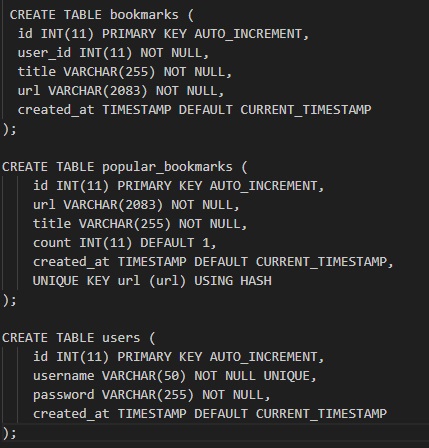 CREATE TABLE bookmarks (
id INT(11) PRIMARY KEY AUTO_INCREMENT,
user_id INT(11) NOT NULL,
title VARCHAR(255) NOT NULL,
url VARCHAR(2083) NOT NULL,
created_at TIMESTAMP DEFAULT CURRENT_TIMESTAMP
);
CREATE TABLE popular_bookmarks (
id INT(11) PRIMARY KEY AUTO_INCREMENT,
url VARCHAR(2083) NOT NULL,
title VARCHAR(255) NOT NULL,
count INT(11) DEFAULT 1,
created_at TIMESTAMP DEFAULT CURRENT_TIMESTAMP,
UNIQUE KEY url (url) USING HASH
);
CREATE TABLE users (
id INT(11) PRIMARY KEY AUTO_INCREMENT,
username VARCHAR(50) NOT NULL UNIQUE,
password VARCHAR(255) NOT NULL,
created_at TIMESTAMP DEFAULT CURRENT_TIMESTAMP
);